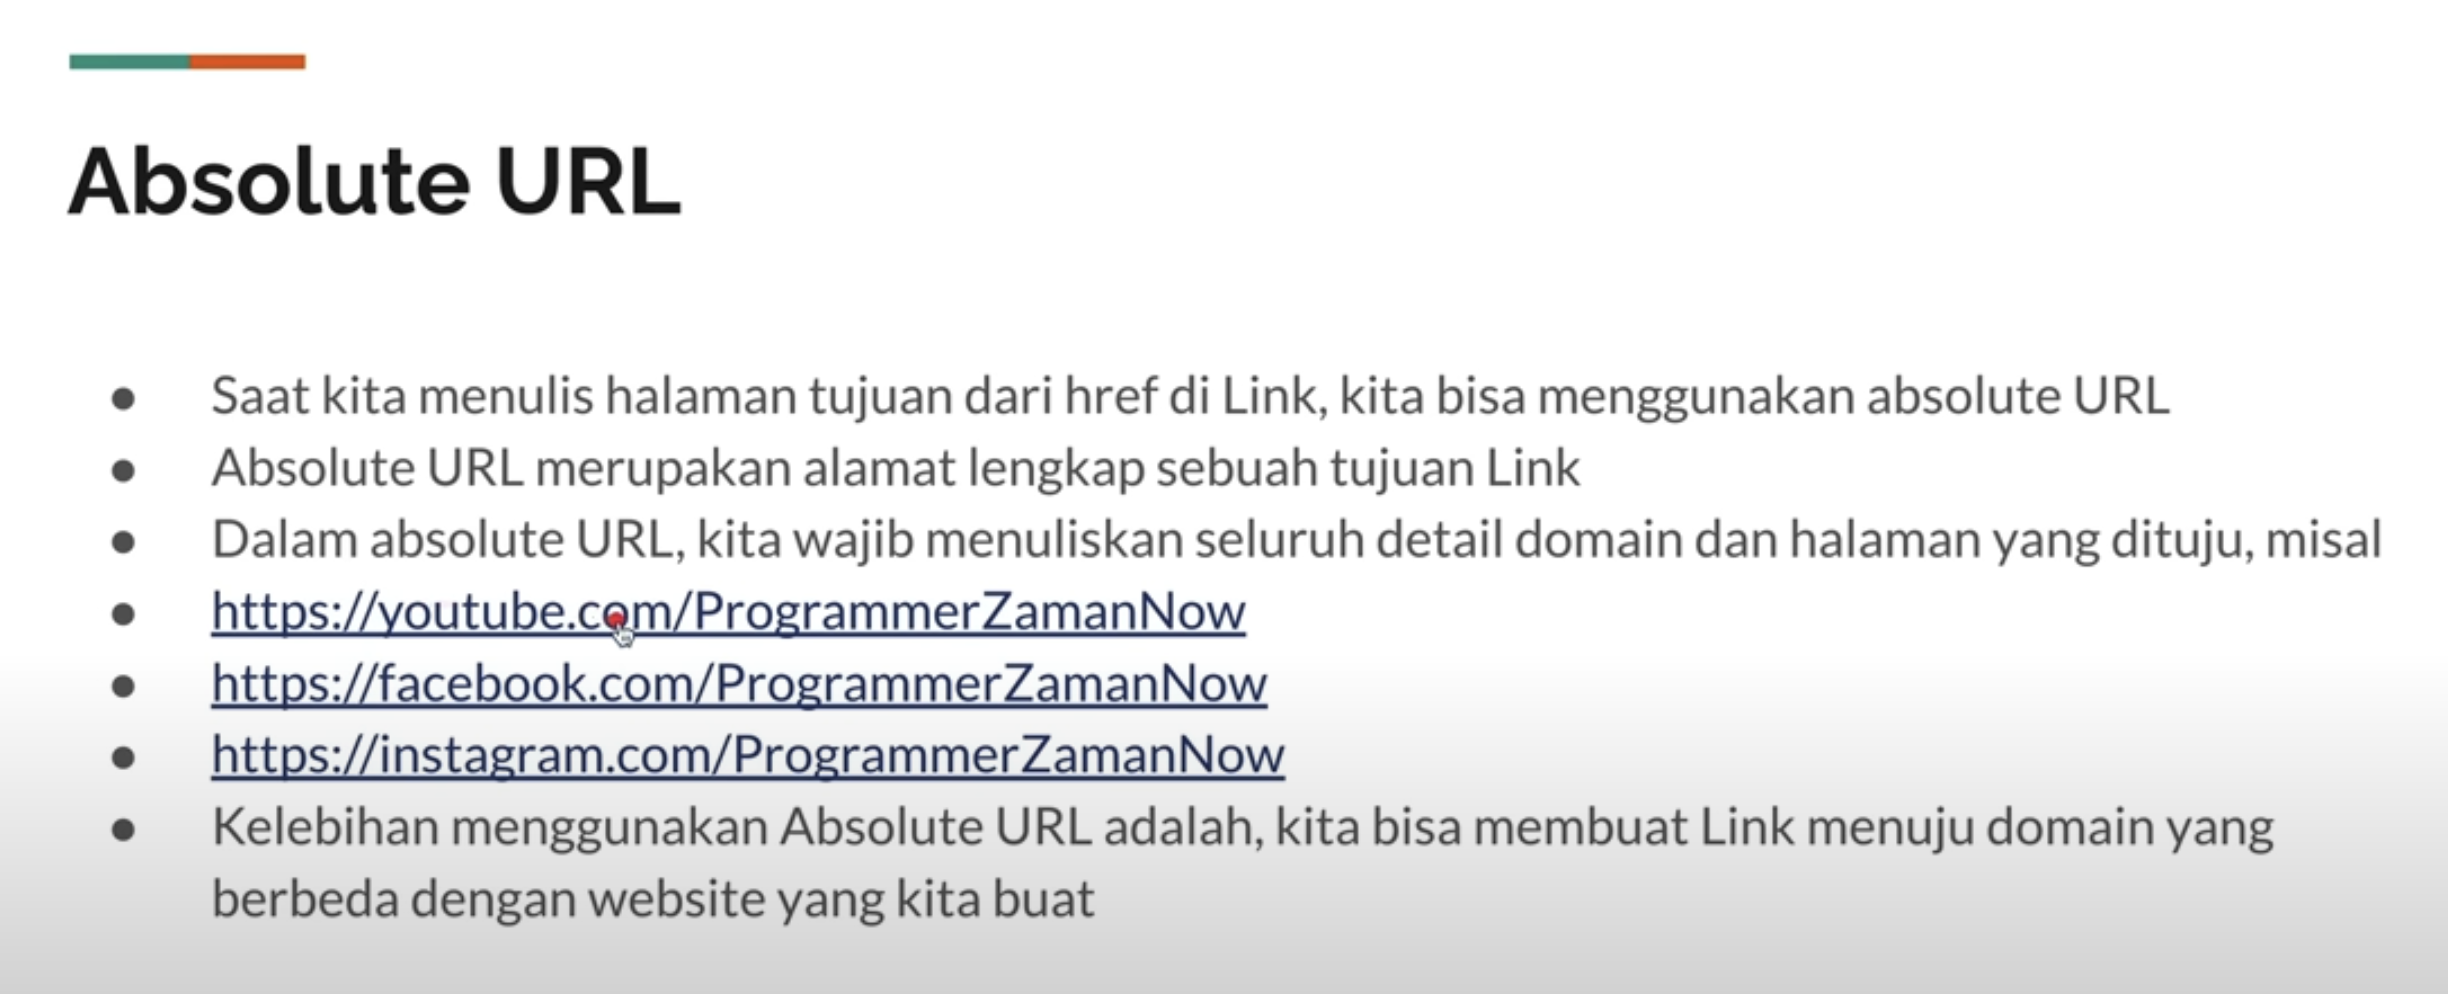 Absolute URL
● Saat kita menulis halaman tujuan dari href di Link, kita bisa menggunakan absolute URL
● Absolute URL merupakan alamat lengkap sebuah tujuan Link
● Dalam absolute URL, kita wajib menuliskan seluruh detail domain dan halaman yang dituju, misal
● https://youtube.com/ProgrammerZamanNow
● https://facebook.com/ProgrammerZamanNow
● https://instagram.com/ProgrammerZamanNow
● Kelebihan menggunakan Absolute URL adalah, kita bisa membuat Link menuju domain yang
berbeda dengan website yang kita buat